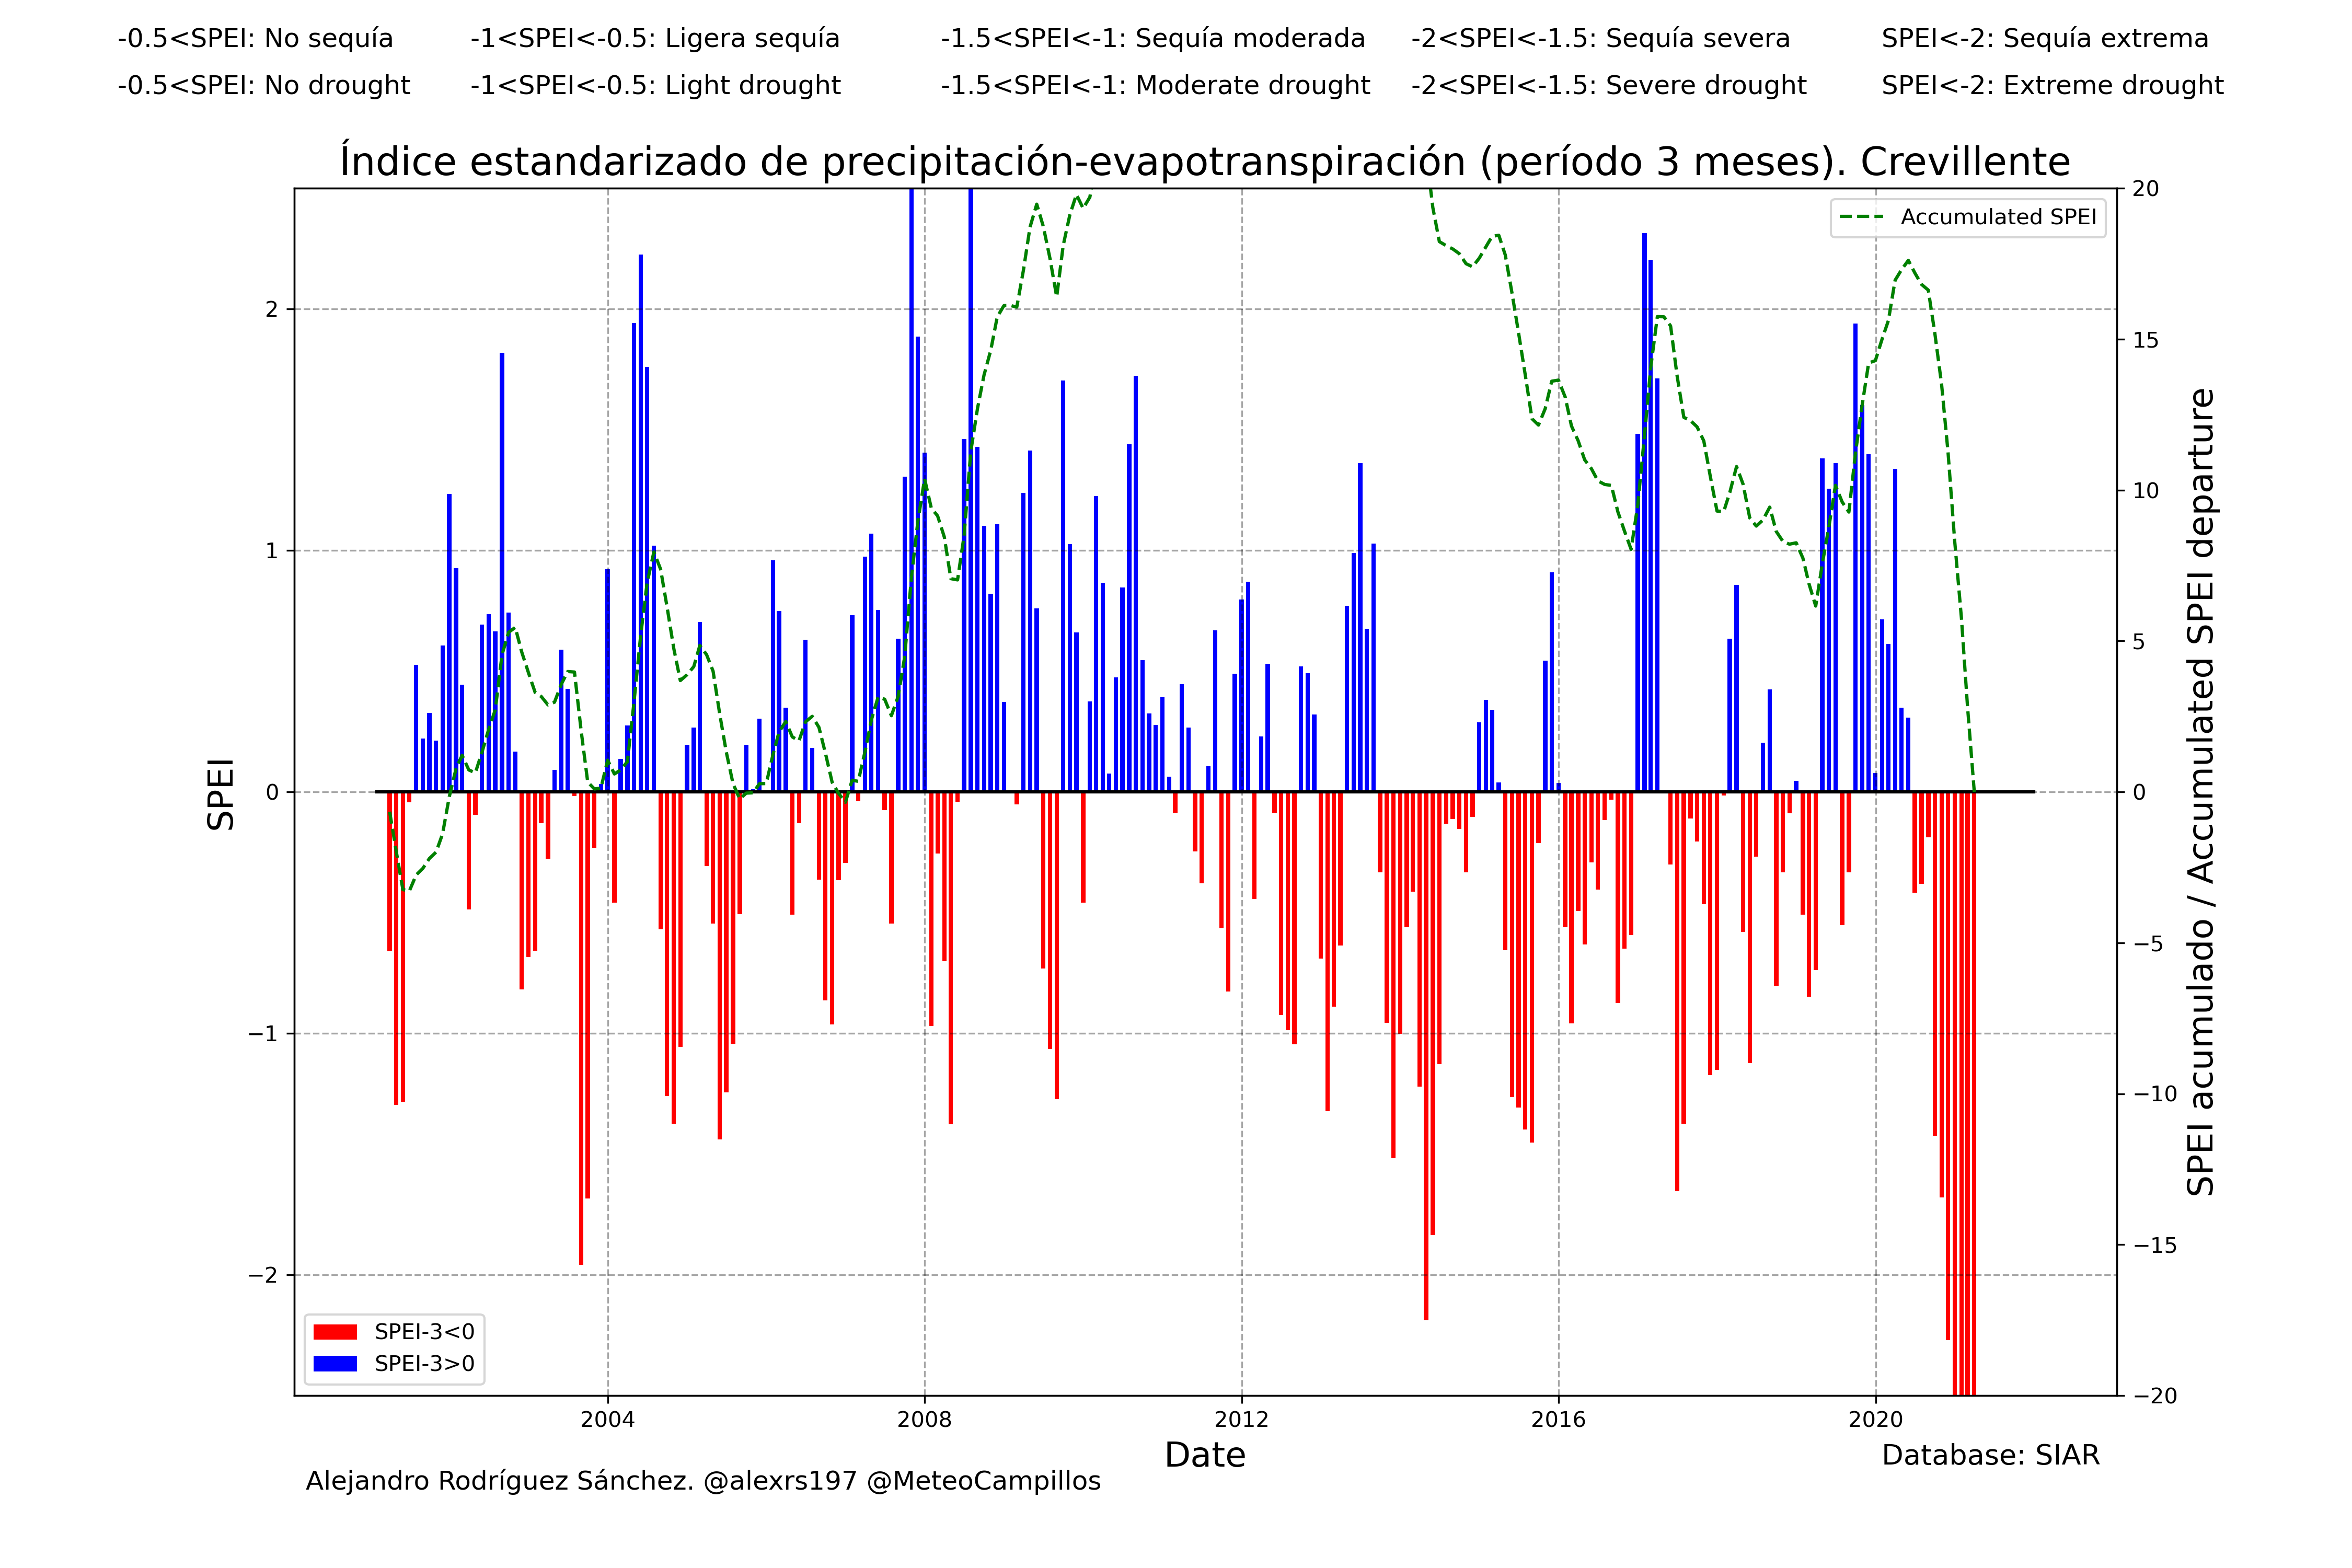 -0.5<SPEI: No sequía -1<SPEI<-0.5: Ligera sequía -1.5<SPEI<-1: Sequía moderada -2<SPEI<-1.5: Sequía severa SPEI<-2: Sequía extrema
-0.5<SPEI: No drought -1<SPEI<-0.5: Light drought -1.5<SPEI<-1: Moderate drought -2<SPEI<-1.5: Severe drought SPEI<-2: Extreme drought
Índice estandarizado de precipitación-evapotranspiración (período 3 meses). Crevillente
Accumulated SPEI
SPEI
2
1
0
−1
−2
20
15
10
5
0
−5
−10
−15
−20
SPEI acumulado / Accumulated SPEI departure
SPEI-3<0
SPEI-3>0
2004 2008 2012 2016 2020
Date
Database: SIAR
Alejandro Rodríguez Sánchez. @alexrs197 @MeteoCampillos